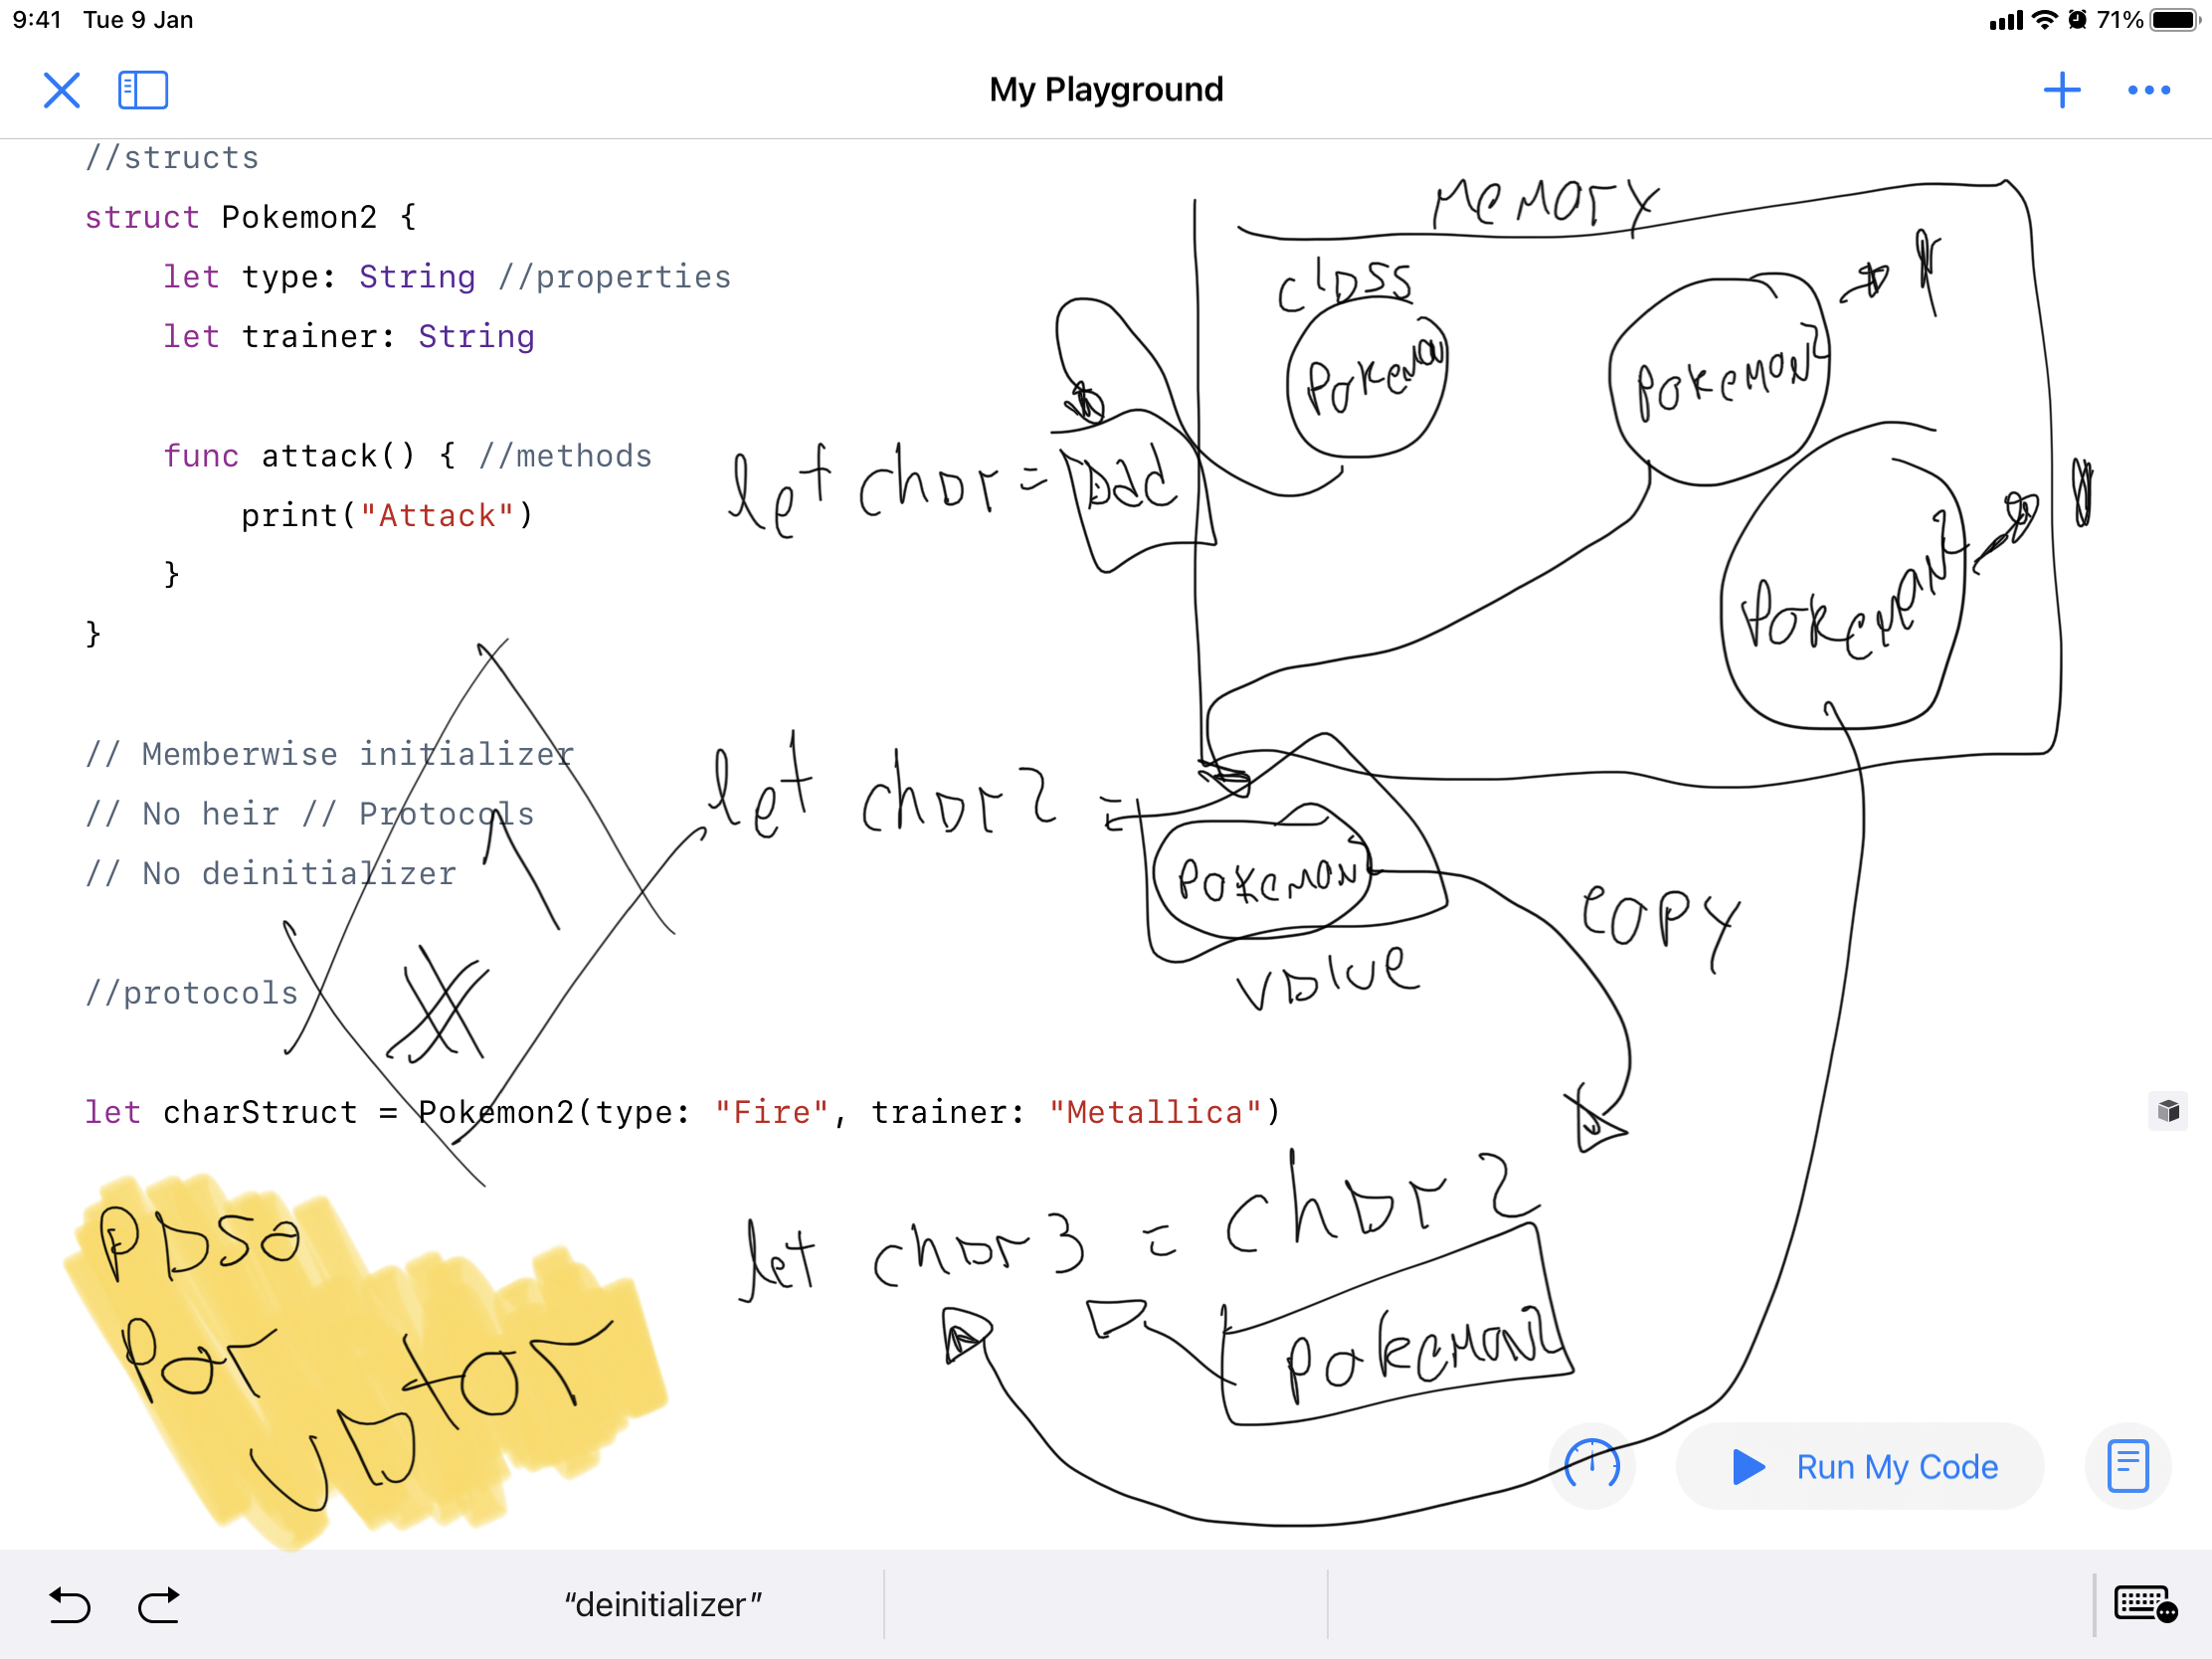 9:41 Tue 9 Jan 71%
My Playground
//structs
struct Pokemon2 {
let type: String //properties
let trainer: String
func attack() { //methods
print("Attack")
}
}
// Memberwise initializer
// No heir // Protocols
// No deinitializer
//protocols
let charStruct = Pokemon2(type: "Fire", trainer: "Metallica")
Memory
class
Pokemon
Pokemon2
Pokemon2
let char =
let char2 =
Pokemon2
value
copy
let char3 = char2
Pokemon2
Paso
Por
valor
Run My Code
“deinitializer”